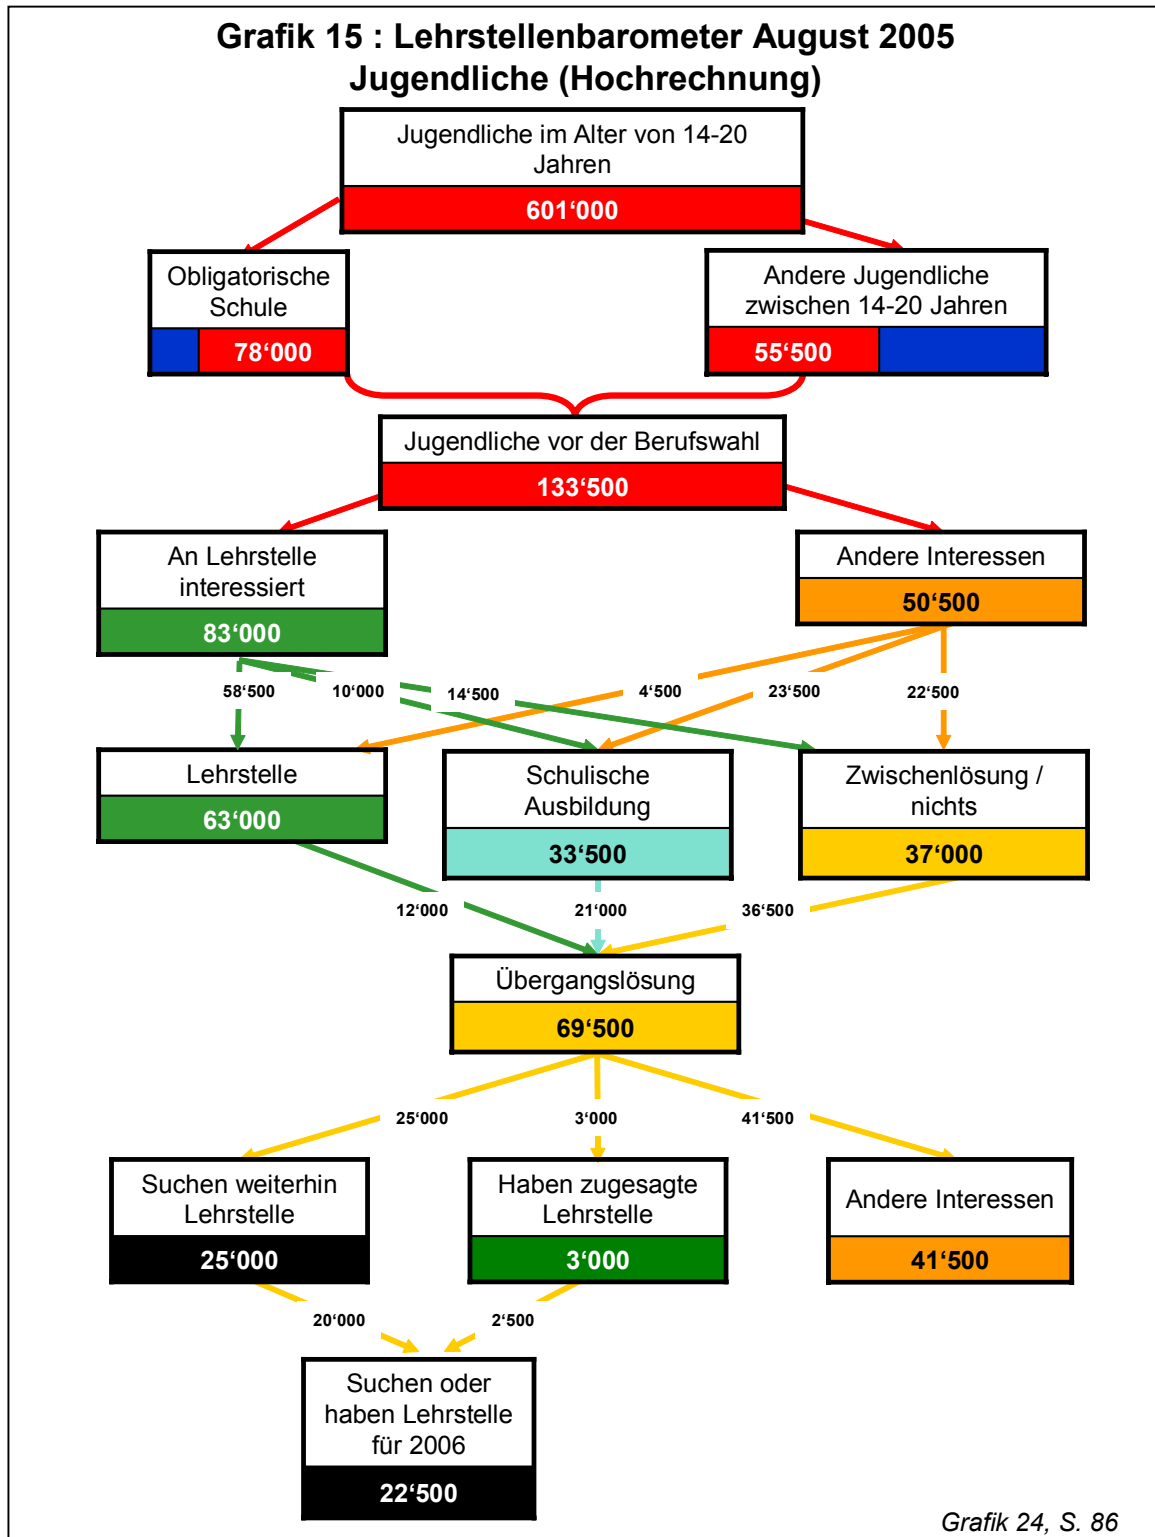 Grafik 15 : Lehrstellenbarometer August 2005
Jugendliche (Hochrechnung)
Jugendliche im Alter von 14-20
Jahren
601‘000
Obligatorische
Schule
78‘000
Andere Jugendliche
zwischen 14-20 Jahren
55‘500
Jugendliche vor der Berufswahl
133‘500
An Lehrstelle
interessiert
83‘000
Andere Interessen
50‘500
58‘500
10‘000
14‘500
4‘500
23‘500
22‘500
Lehrstelle
63‘000
Schulische
Ausbildung
33‘500
Zwischenlösung /
nichts
37‘000
12‘000
21‘000
36‘500
Übergangslösung
69‘500
25‘000
3‘000
41‘500
Suchen weiterhin
Lehrstelle
25‘000
Haben zugesagte
Lehrstelle
3‘000
Andere Interessen
41‘500
20‘000
2‘500
Suchen oder
haben Lehrstelle
für 2006
22‘500
Grafik 24, S. 86